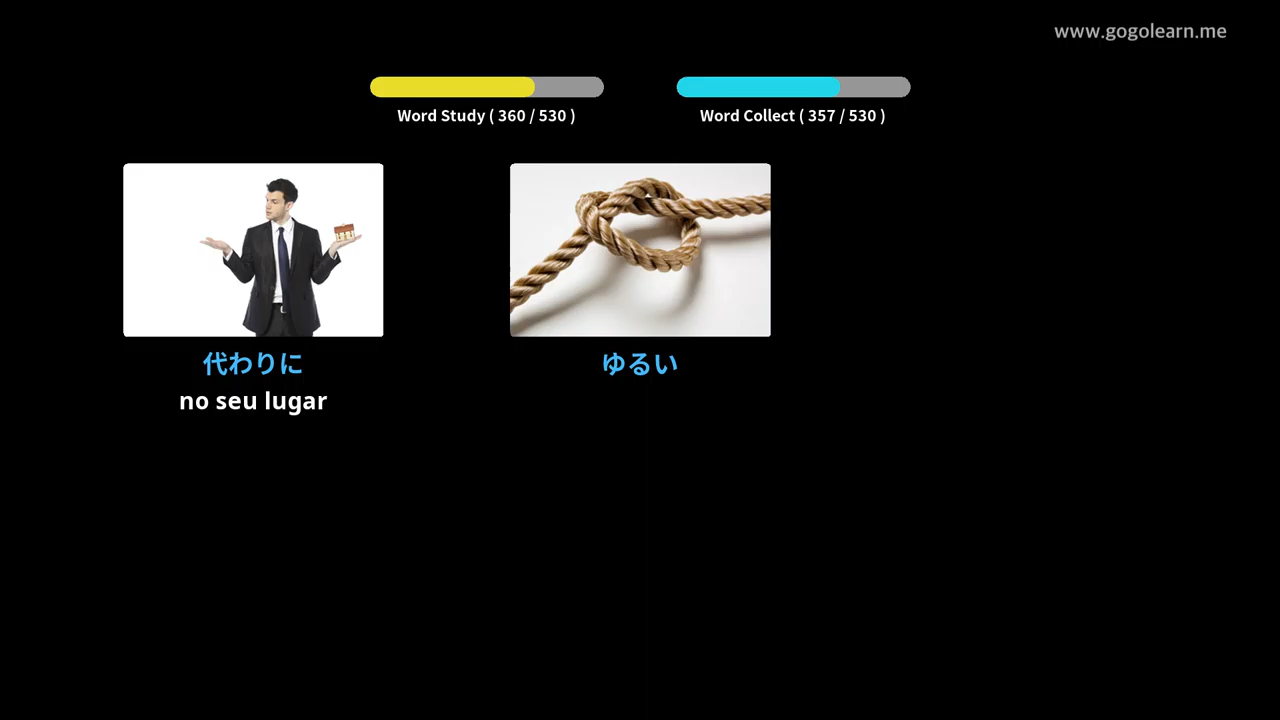 www.gogolearn.me
Word Study ( 360 / 530 )
Word Collect ( 357 / 530 )
代わりに
no seu lugar
ゆるい